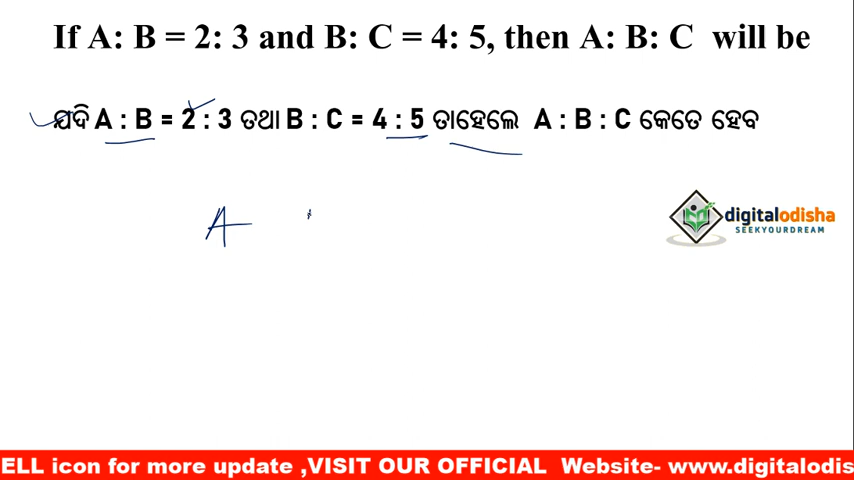 If A: B = 2: 3 and B: C = 4: 5, then A: B: C will be
ଯଦି A : B = 2 : 3 ତଥା B : C = 4 : 5 ତାହେଲେ A : B : C କେତେ ହେବ
A
digitalodisha
SEEKYOURDREAM
ELL icon for more update ,VISIT OUR OFFICIAL Website- www.digitalodis